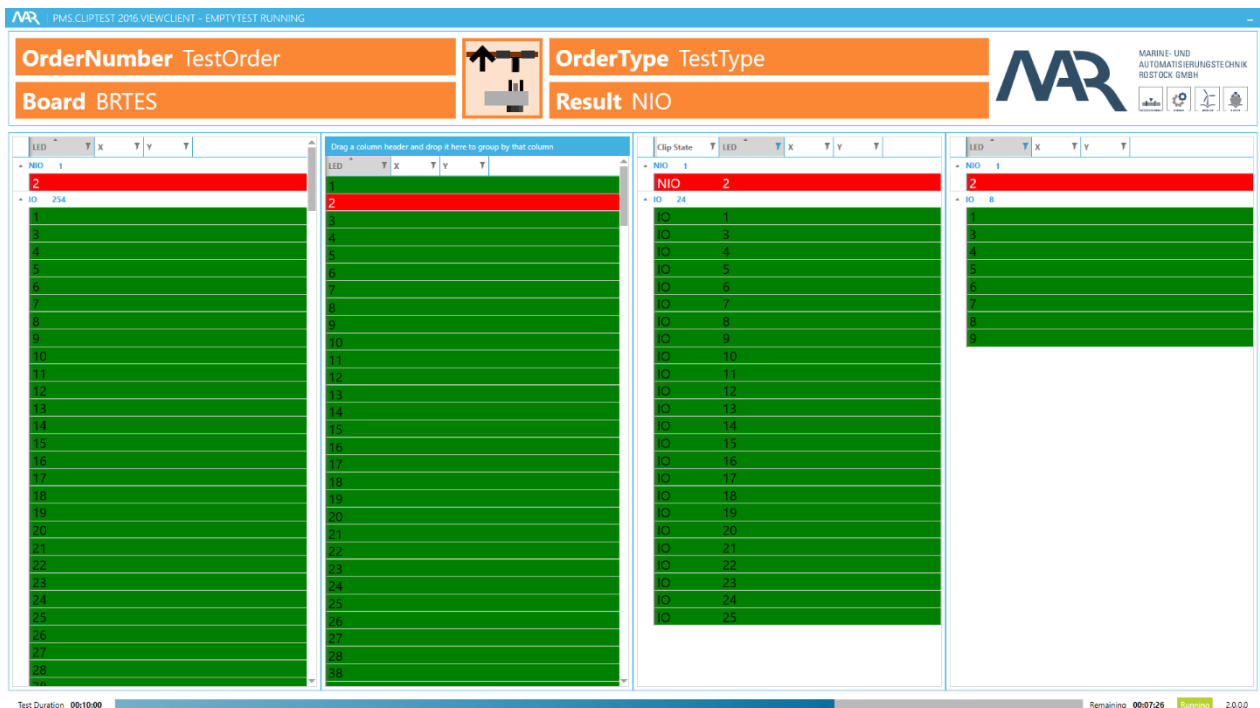 MAR PMS.CLIPTEST 2016.VIEWCLIENT - EMPTYTEST RUNNING
OrderNumber TestOrder
Board BRTES
OrderType TestType
Result NIO
MAR
MARINE- UND
AUTOMATISIERUNGSTECHNIK
ROSTOCK GMBH
LED X Y
NIO 1
2
IO 254
1
3
4
5
6
7
8
9
10
11
12
13
14
15
16
17
18
19
20
21
22
23
24
25
26
27
28
Drag a column header and drop it here to group by that column
LED X Y
1
2
3
4
5
6
7
8
9
10
11
12
13
14
15
16
17
18
19
20
21
22
23
24
25
26
27
28
38
Clip State LED X Y
NIO 1
NIO 2
IO 24
IO 1
IO 3
IO 4
IO 5
IO 6
IO 7
IO 8
IO 9
IO 10
IO 11
IO 12
IO 13
IO 14
IO 15
IO 16
IO 17
IO 18
IO 19
IO 20
IO 21
IO 22
IO 23
IO 24
IO 25
LED X Y
NIO 1
2
IO 8
1
3
4
5
6
7
8
9
Test Duration 00:10:00
Remaining 00:07:26 Running 2.0.0.0